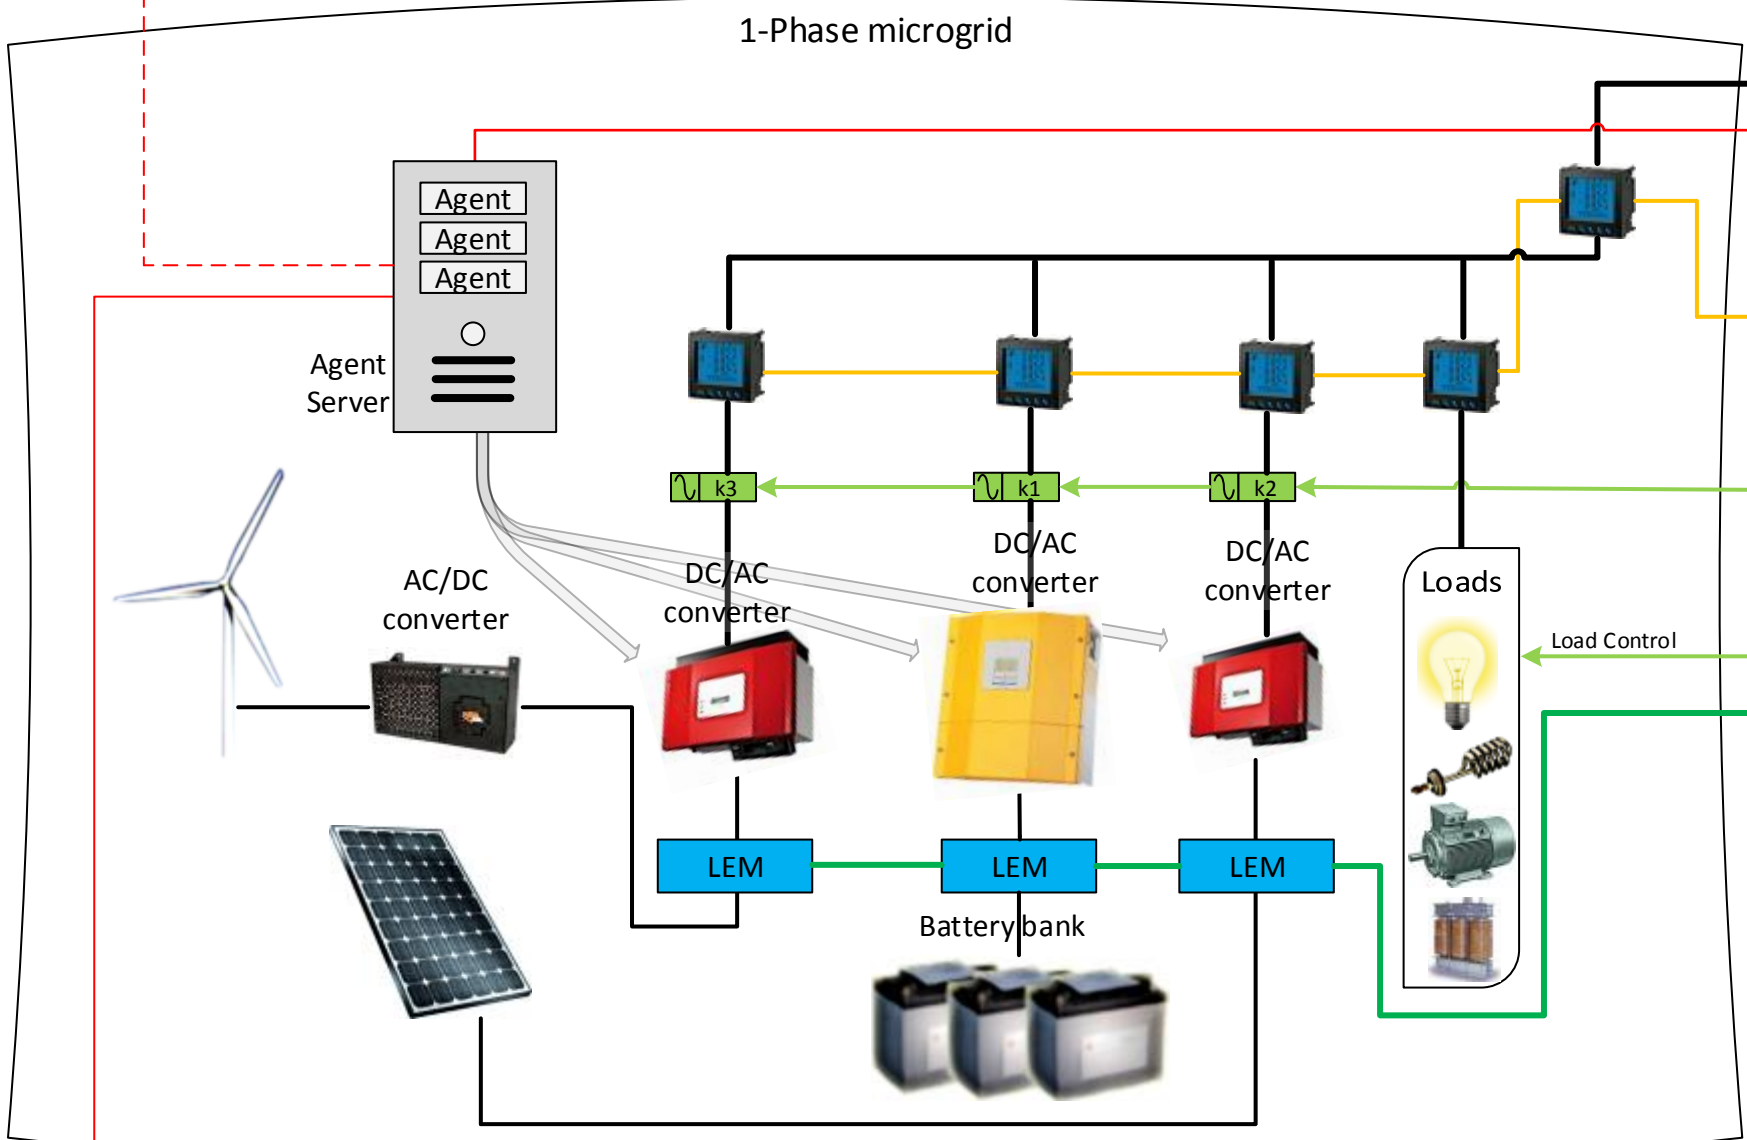 1-Phase microgrid
Agent
Agent
Agent
Agent
Server
k3
k1
k2
DC/AC
converter
DC/AC
converter
DC/AC
converter
AC/DC
converter
Loads
Load Control
LEM
LEM
LEM
Battery bank